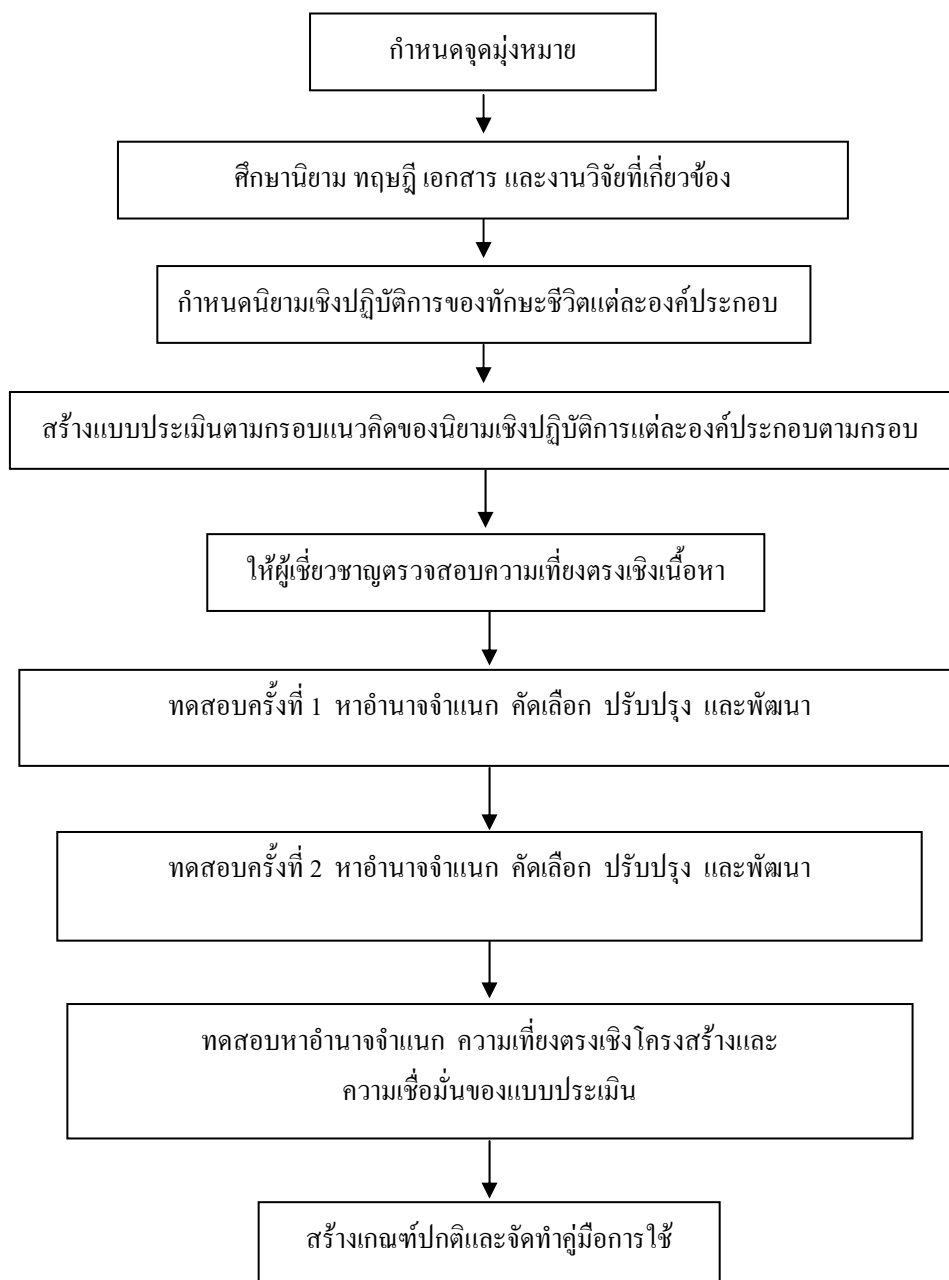 กำหนดจุดมุ่งหมาย
ศึกษานิยาม ทฤษฎี เอกสาร และงานวิจัยที่เกี่ยวข้อง
กำหนดนิยามเชิงปฏิบัติการของทักษะชีวิตแต่ละองค์ประกอบ
สร้างแบบประเมินตามกรอบแนวคิดของนิยามเชิงปฏิบัติการแต่ละองค์ประกอบตามกรอบ
ให้ผู้เชี่ยวชาญตรวจสอบความเที่ยงตรงเชิงเนื้อหา
ทดสอบครั้งที่ 1 หาอำนาจจำแนก คัดเลือก ปรับปรุง และพัฒนา
ทดสอบครั้งที่ 2 หาอำนาจจำแนก คัดเลือก ปรับปรุง และพัฒนา
ทดสอบหาอำนาจจำแนก ความเที่ยงตรงเชิงโครงสร้างและ
ความเชื่อมั่นของแบบประเมิน
สร้างเกณฑ์ปกติและจัดทำคู่มือการใช้